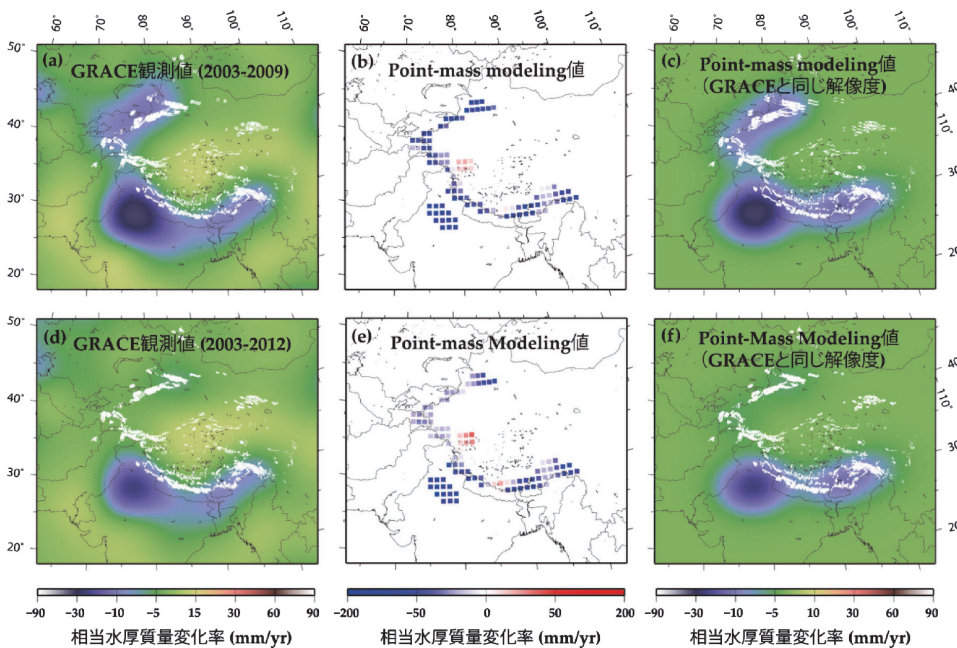 60° 70° 80° 90° 100° 110°
60° 70° 80° 90° 100° 110°
60° 70° 80° 90° 100° 110°
50°
40°
30°
20°
(a) GRACE観測値 (2003-2009)
(b) Point-mass modeling値
(c) Point-mass modeling値
(GRACEと同じ解像度)
110°
50°
40°
30°
20°
(d) GRACE観測値 (2003-2012)
(e) Point-mass Modeling値
(f) Point-Mass Modeling値
(GRACEと同じ解像度)
110°
−90 −30 −10 −5 10 30 60 90
相当水厚質量変化率 (mm/yr)
−200 −50 0 50 200
相当水厚質量変化率 (mm/yr)
−90 −30 −10 −5 10 30 60 90
相当水厚質量変化率 (mm/yr)